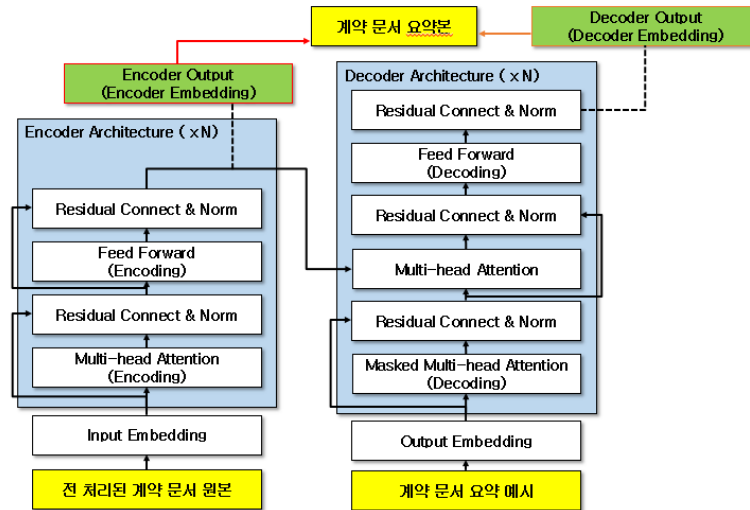 계약 문서 요약본
Decoder Output
(Decoder Embedding)
Encoder Output
(Encoder Embedding)
Encoder Architecture ( ×N)
Residual Connect & Norm
Feed Forward
(Encoding)
Residual Connect & Norm
Multi-head Attention
(Encoding)
Input Embedding
전 처리된 계약 문서 원본
Decoder Architecture ( ×N)
Residual Connect & Norm
Feed Forward
(Decoding)
Residual Connect & Norm
Multi-head Attention
Residual Connect & Norm
Masked Multi-head Attention
(Decoding)
Output Embedding
계약 문서 요약 예시